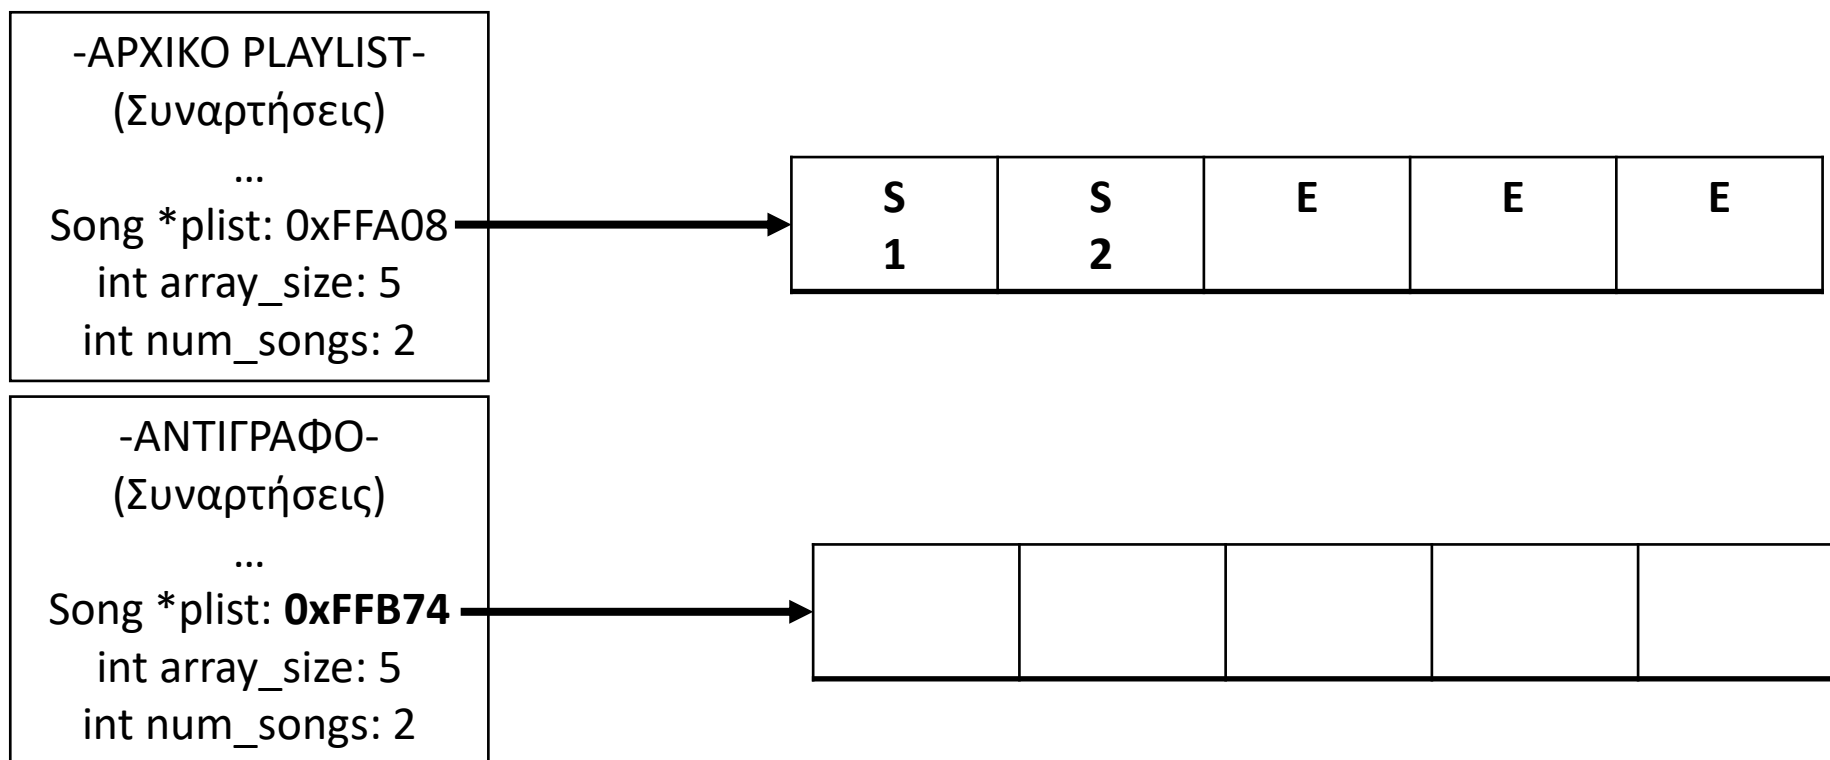 -ΑΡΧΙΚΟ PLAYLIST-
(Συναρτήσεις)
...
Song *plist: 0xFFA08
int array_size: 5
int num_songs: 2
S S E E E
1 2
-ΑΝΤΙΓΡΑΦΟ-
(Συναρτήσεις)
...
Song *plist: 0xFFB74
int array_size: 5
int num_songs: 2